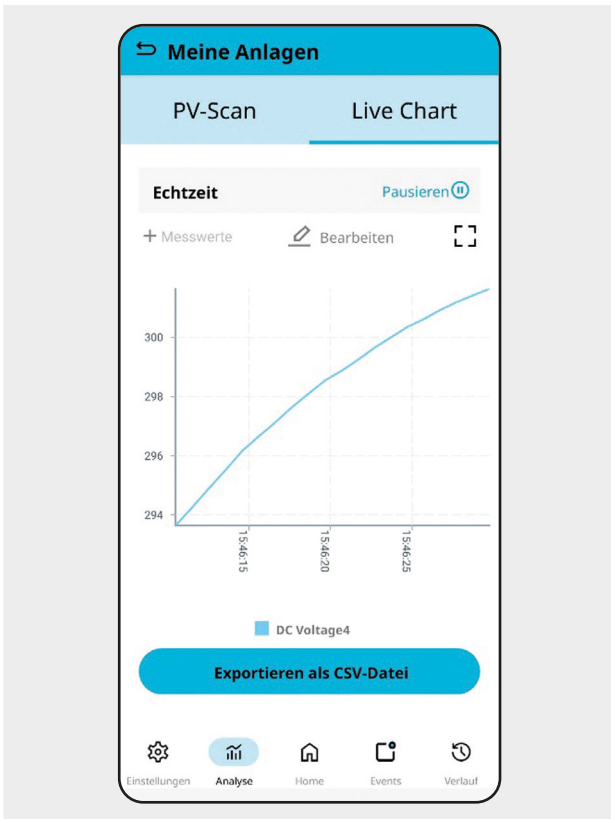 Meine Anlagen
PV-Scan Live Chart
Echtzeit Pausieren
+ Messwerte Bearbeiten
300
298
296
294
15:46:15 15:46:20 15:46:25
DC Voltage4
Exportieren als CSV-Datei
Einstellungen Analyse Home Events Verlauf